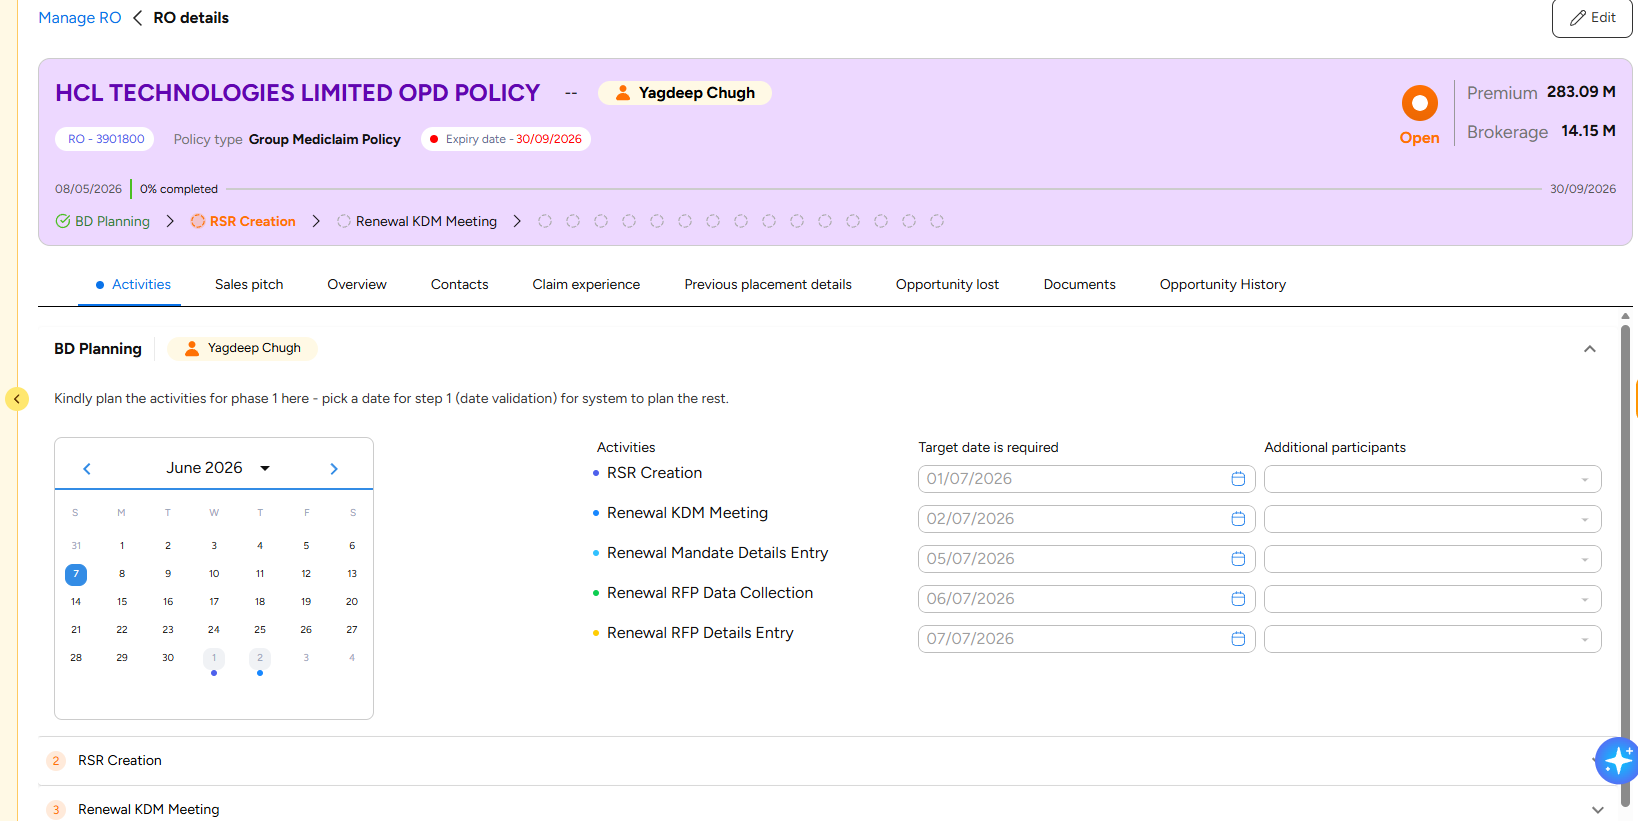 Manage RO RO details
Edit
HCL TECHNOLOGIES LIMITED OPD POLICY -- Yagdeep Chugh
Premium 283.09 M
RO - 3901800 Policy type Group Mediclaim Policy Expiry date - 30/09/2026
Open
Brokerage 14.15 M
08/05/2026 0% completed 30/09/2026
BD Planning RSR Creation Renewal KDM Meeting
Activities Sales pitch Overview Contacts Claim experience Previous placement details Opportunity lost Documents Opportunity History
BD Planning Yagdeep Chugh
Kindly plan the activities for phase 1 here - pick a date for step 1 (date validation) for system to plan the rest.
June 2026
S M T W T F S
31 1 2 3 4 5 6
7 8 9 10 11 12 13
14 15 16 17 18 19 20
21 22 23 24 25 26 27
28 29 30 1 2 3 4
Activities Target date is required Additional participants
RSR Creation 01/07/2026
Renewal KDM Meeting 02/07/2026
Renewal Mandate Details Entry 05/07/2026
Renewal RFP Data Collection 06/07/2026
Renewal RFP Details Entry 07/07/2026
2 RSR Creation
3 Renewal KDM Meeting